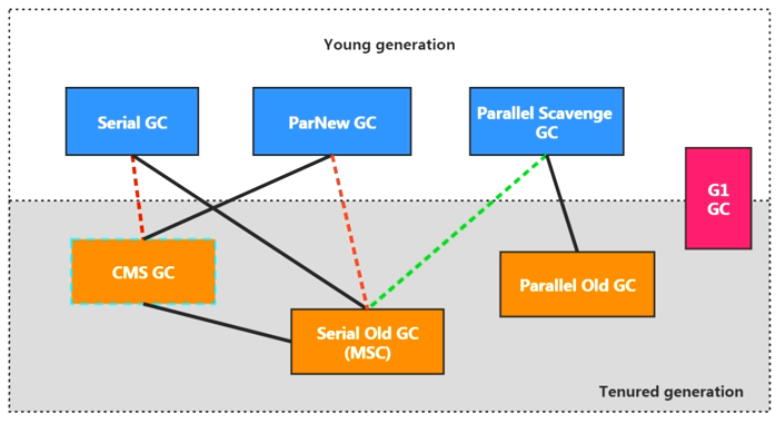 Young generation
Serial GC
ParNew GC
Parallel Scavenge
GC
G1
GC
CMS GC
Parallel Old GC
Serial Old GC
(MSC)
Tenured generation